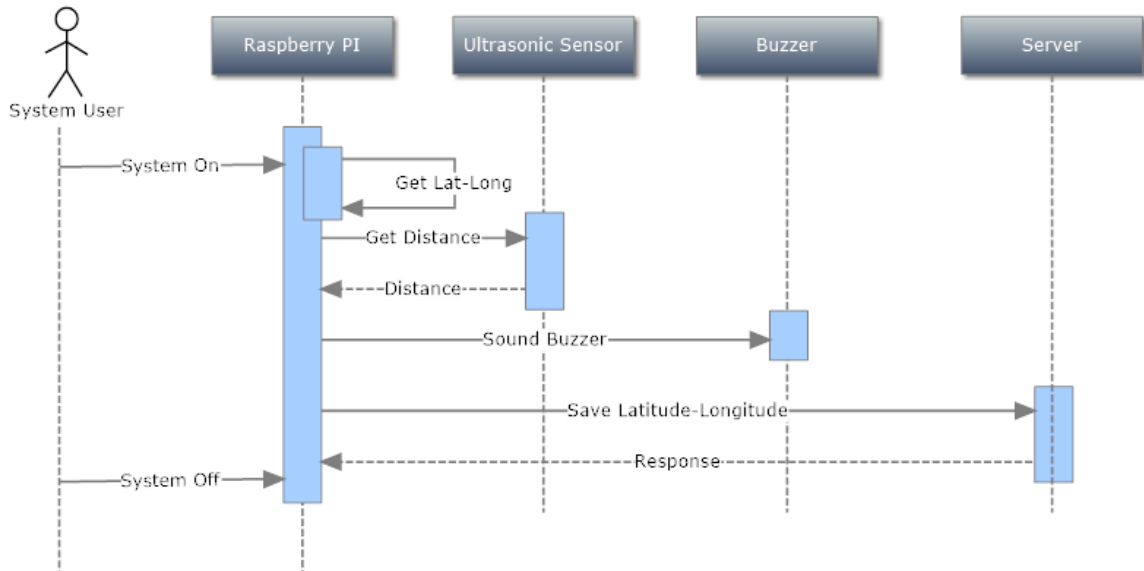 Raspberry PI
Ultrasonic Sensor
Buzzer
Server
System User
System On
Get Lat-Long
Get Distance
Distance
Sound Buzzer
Save Latitude-Longitude
Response
System Off